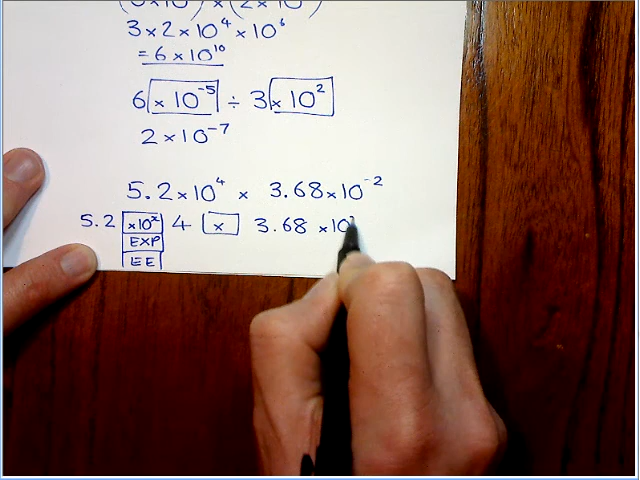 3 × 2 × 10⁴ × 10⁶
= 6 × 10¹⁰
6 × 10⁻⁵ ÷ 3 × 10²
2 × 10⁻⁷
5.2 × 10⁴ × 3.68 × 10⁻²
5.2 ×10ˣ 4 × 3.68 ×10
EXP
EE